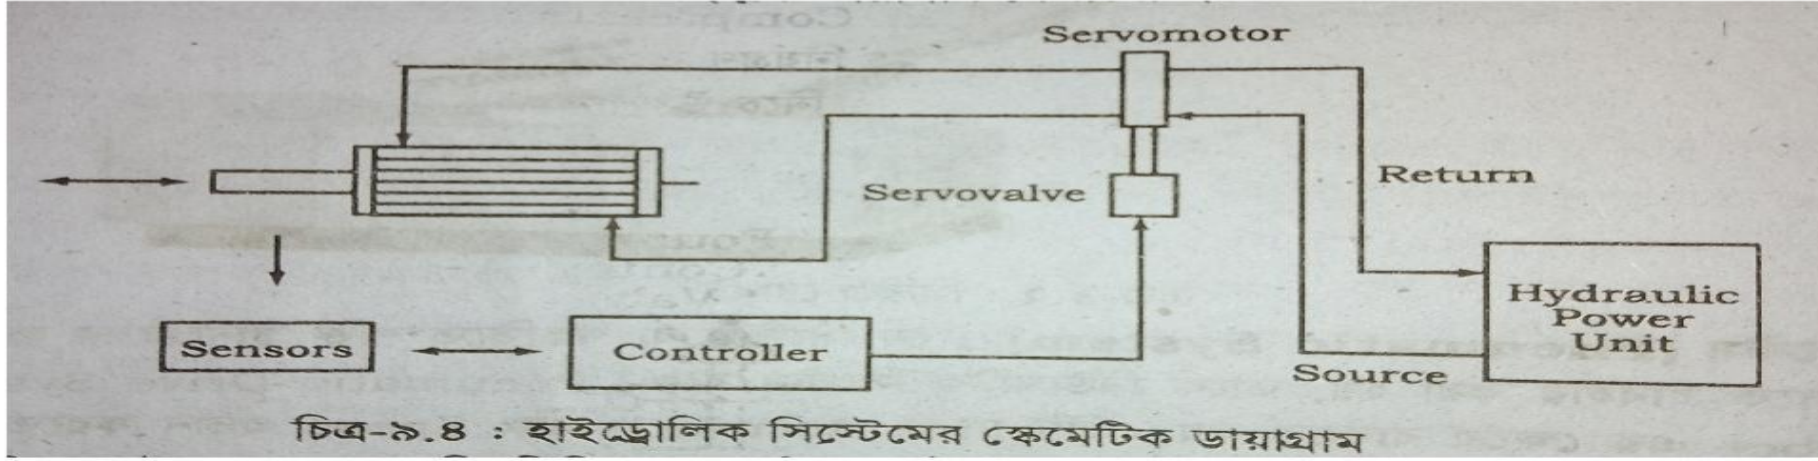 Servomotor
Return
Servovalve
Hydraulic
Power
Unit
Sensors
Controller
Source
চিত্র-৯.৪ : হাইড্রোলিক সিস্টেমের স্কেমেটিক ডায়াগ্রাম